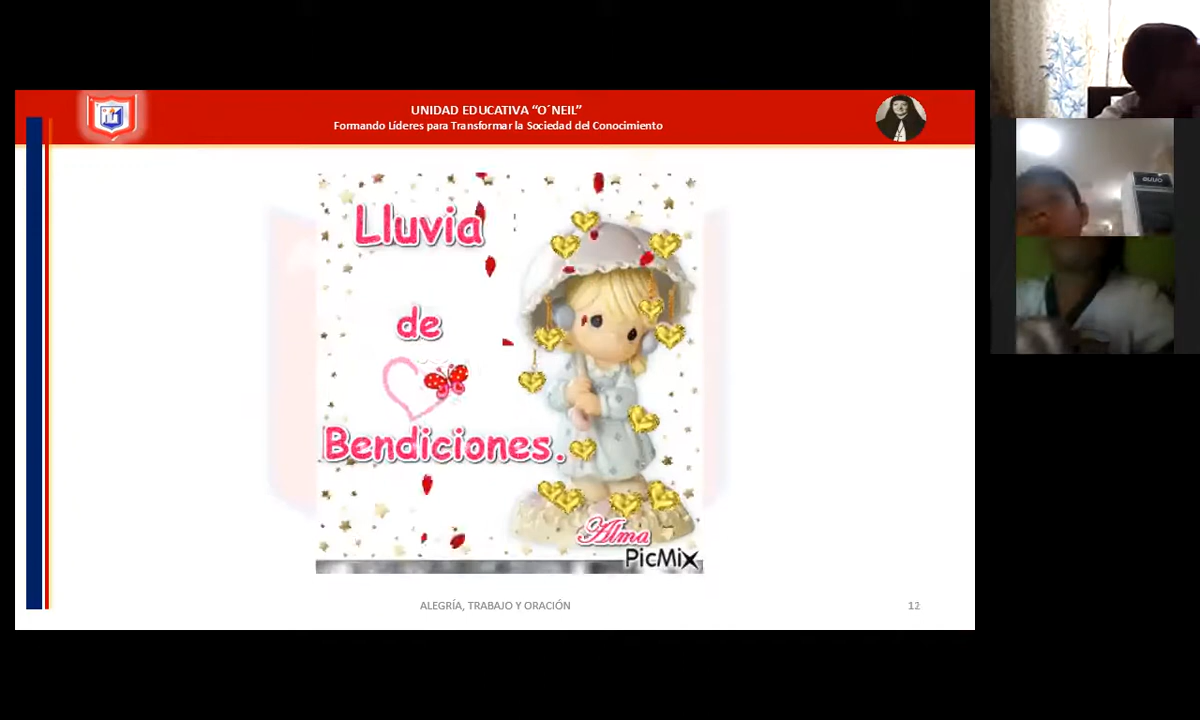 UNIDAD EDUCATIVA “O´NEIL”
Formando Líderes para Transformar la Sociedad del Conocimiento
Lluvia
de
Bendiciones.
Alma
PicMiX
ALEGRÍA, TRABAJO Y ORACIÓN
12